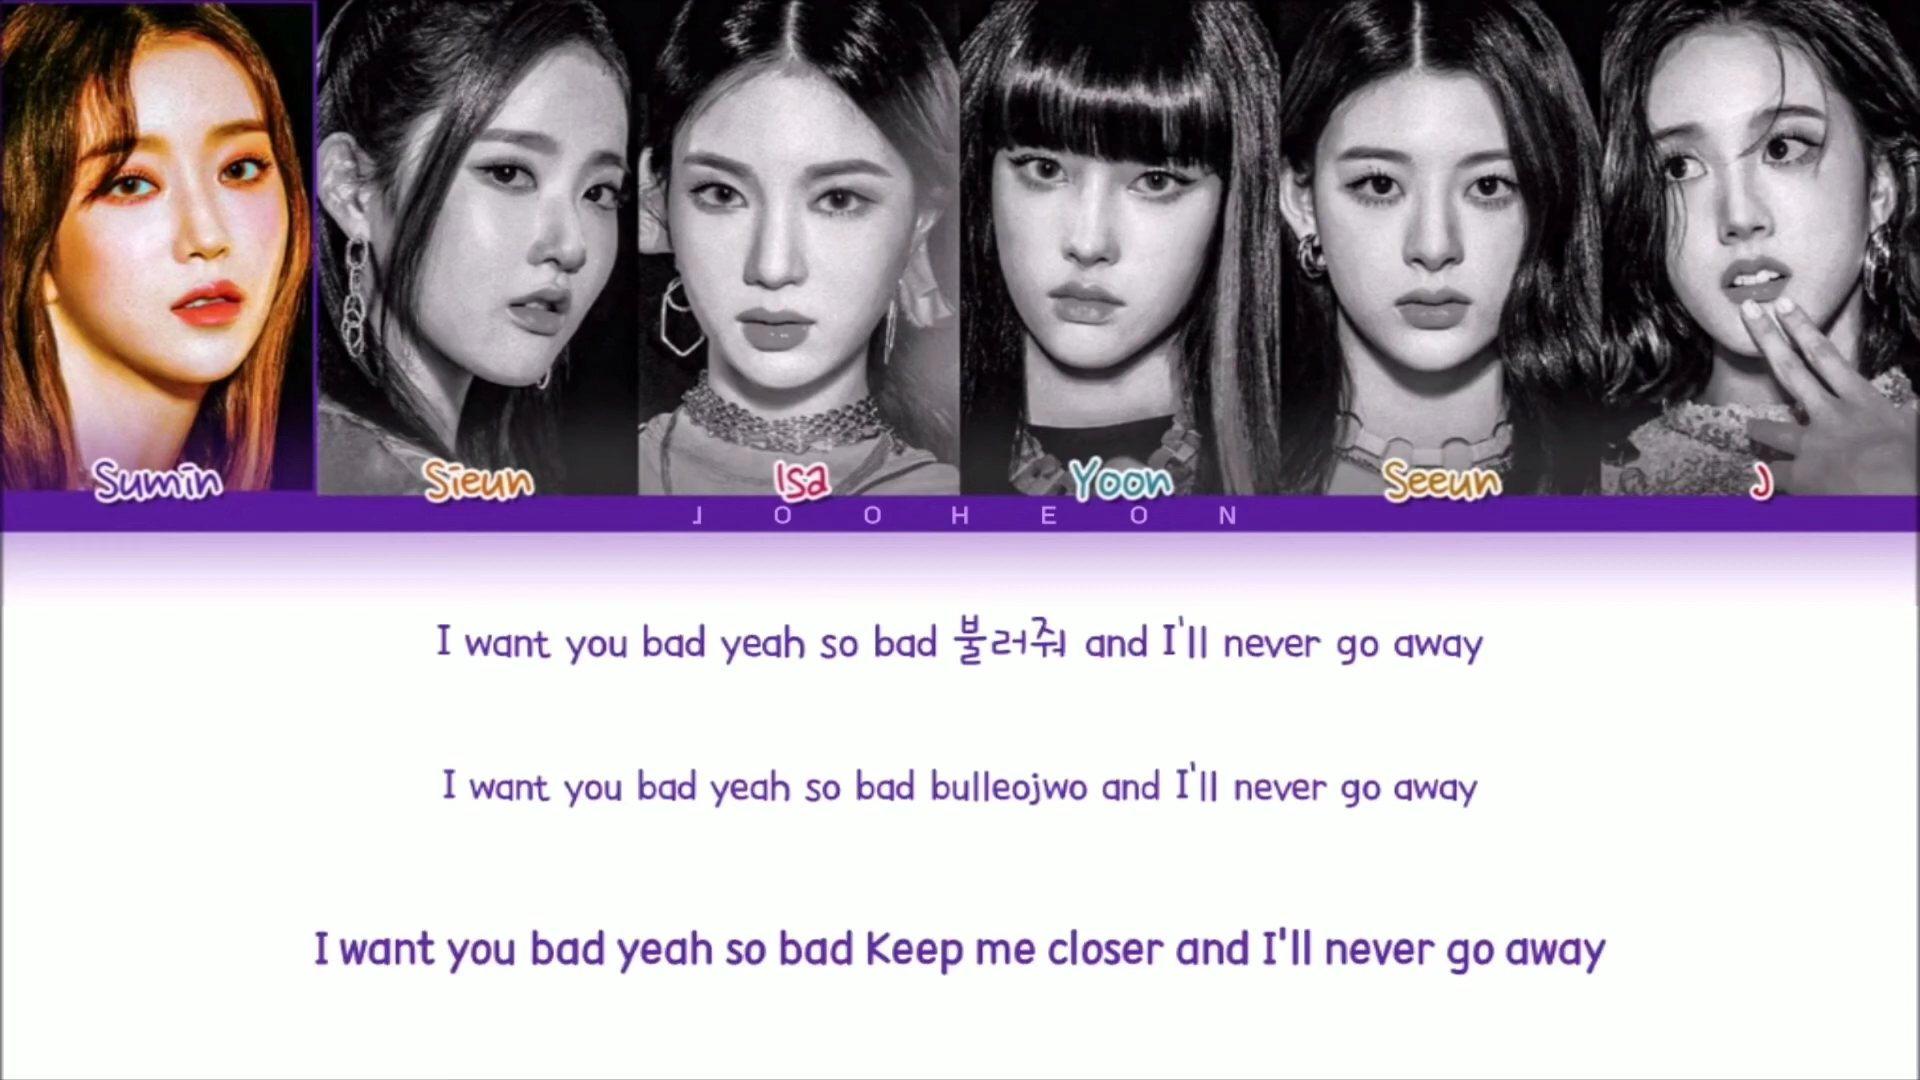 Sumin Sieun Isa Yoon Seeun J
JOOHEON
I want you bad yeah so bad 불러줘 and I'll never go away
I want you bad yeah so bad bulleojwo and I'll never go away
I want you bad yeah so bad Keep me closer and I'll never go away